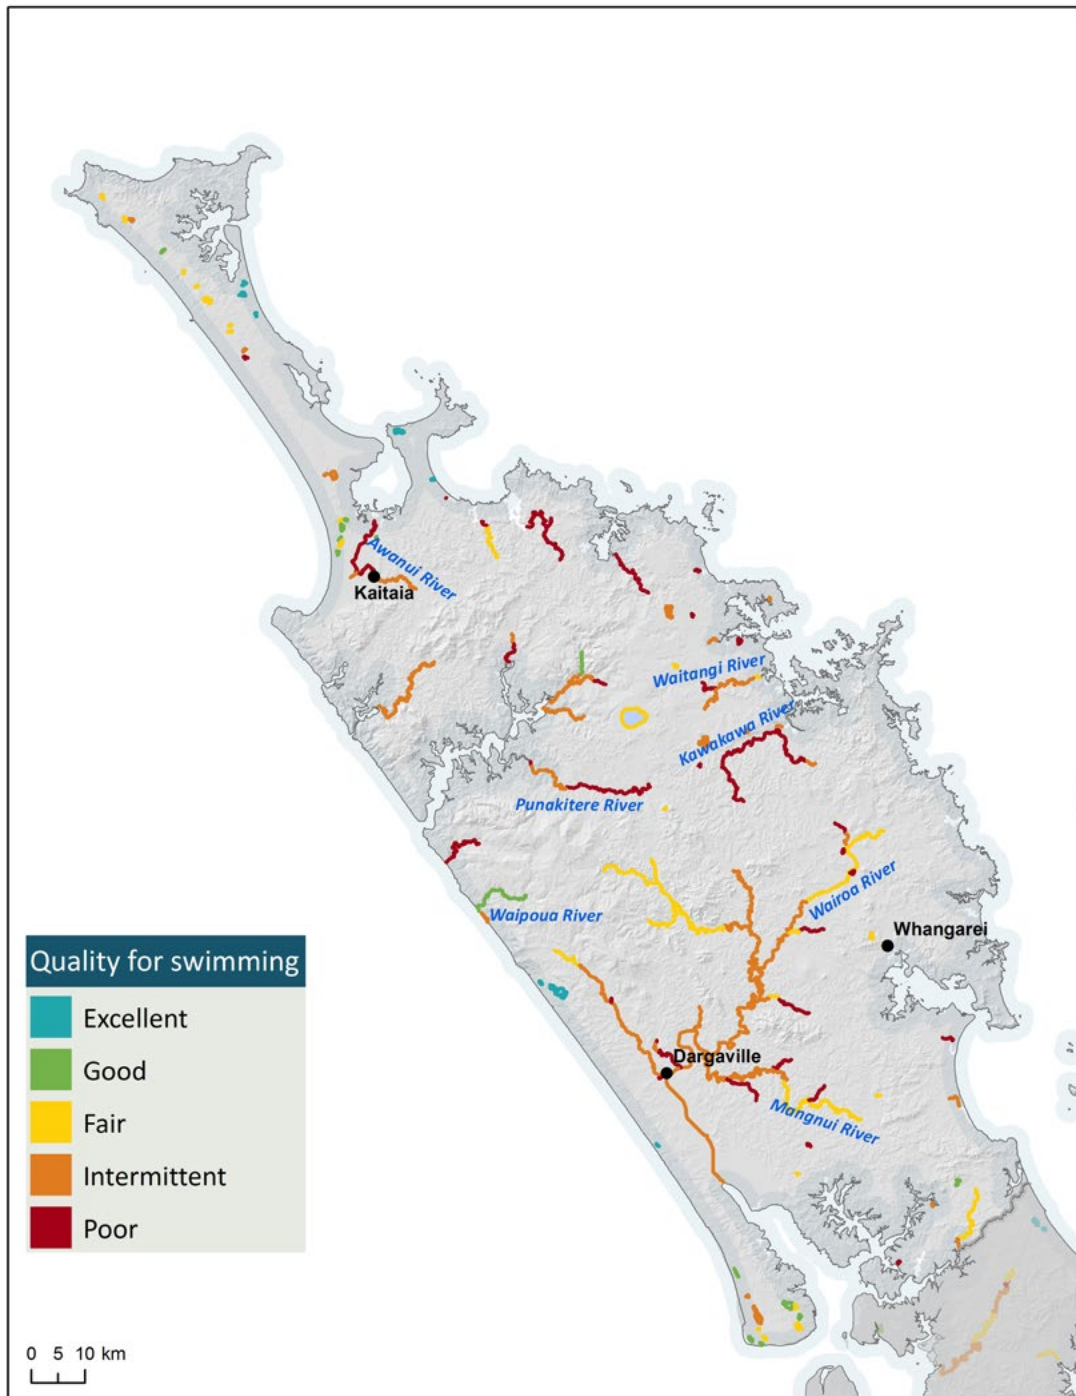 Awanui River
Kaitaia
Waitangi River
Kawakawa River
Punakitere River
Wairoa River
Waipoua River
Whangarei
Quality for swimming
Excellent
Good
Fair
Intermittent
Poor
Dargaville
Mangnui River
0 5 10 km